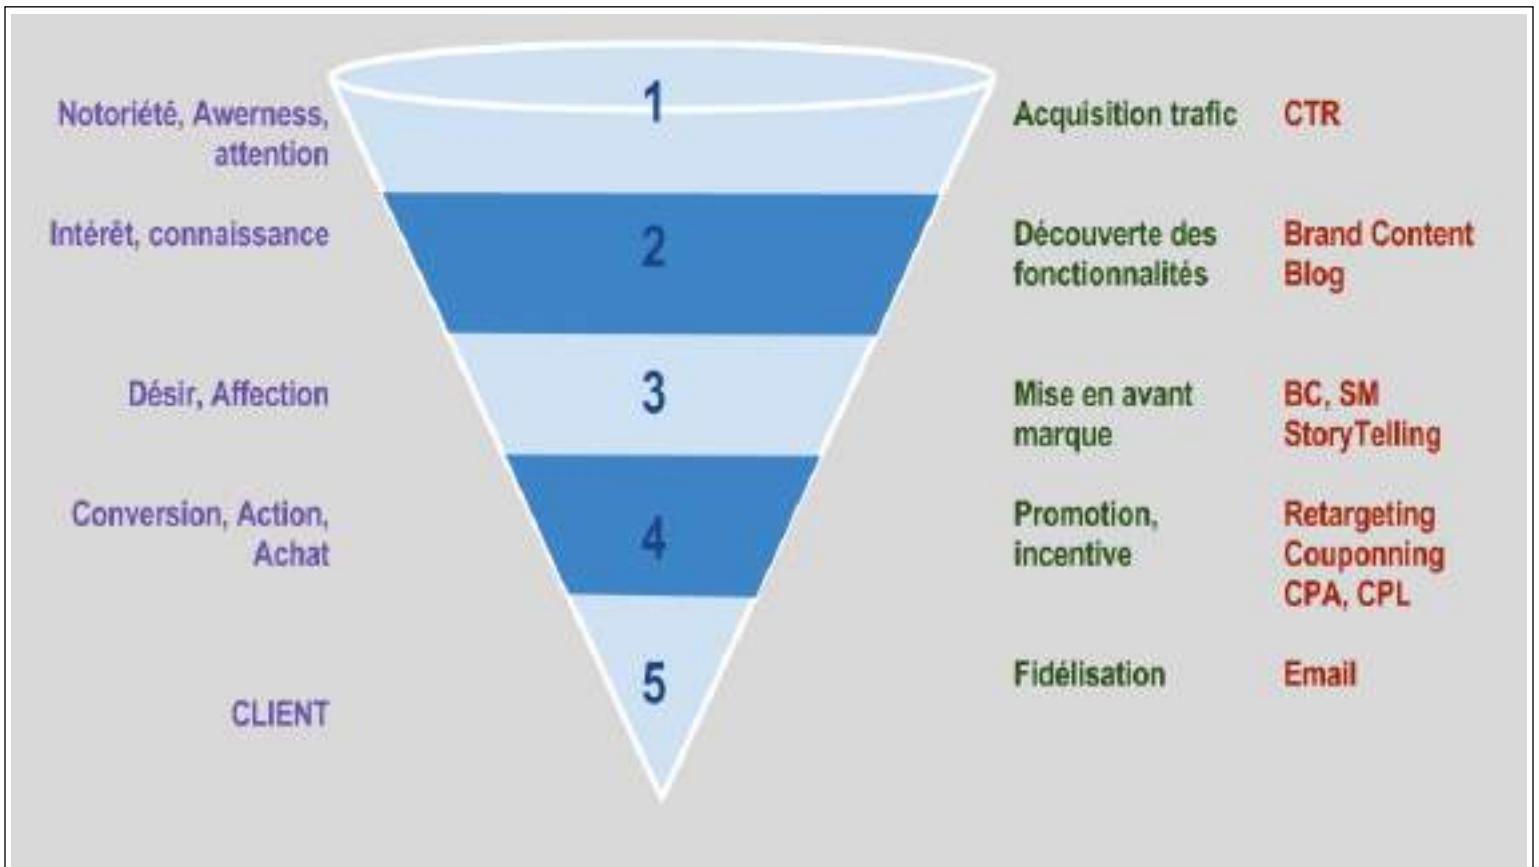 Notoriété, Awerness,
attention
1
Acquisition trafic
CTR
Intérêt, connaissance
2
Découverte des
fonctionnalités
Brand Content
Blog
Désir, Affection
3
Mise en avant
marque
BC, SM
StoryTelling
Conversion, Action,
Achat
4
Promotion,
incentive
Retargeting
Couponning
CPA, CPL
CLIENT
5
Fidélisation
Email